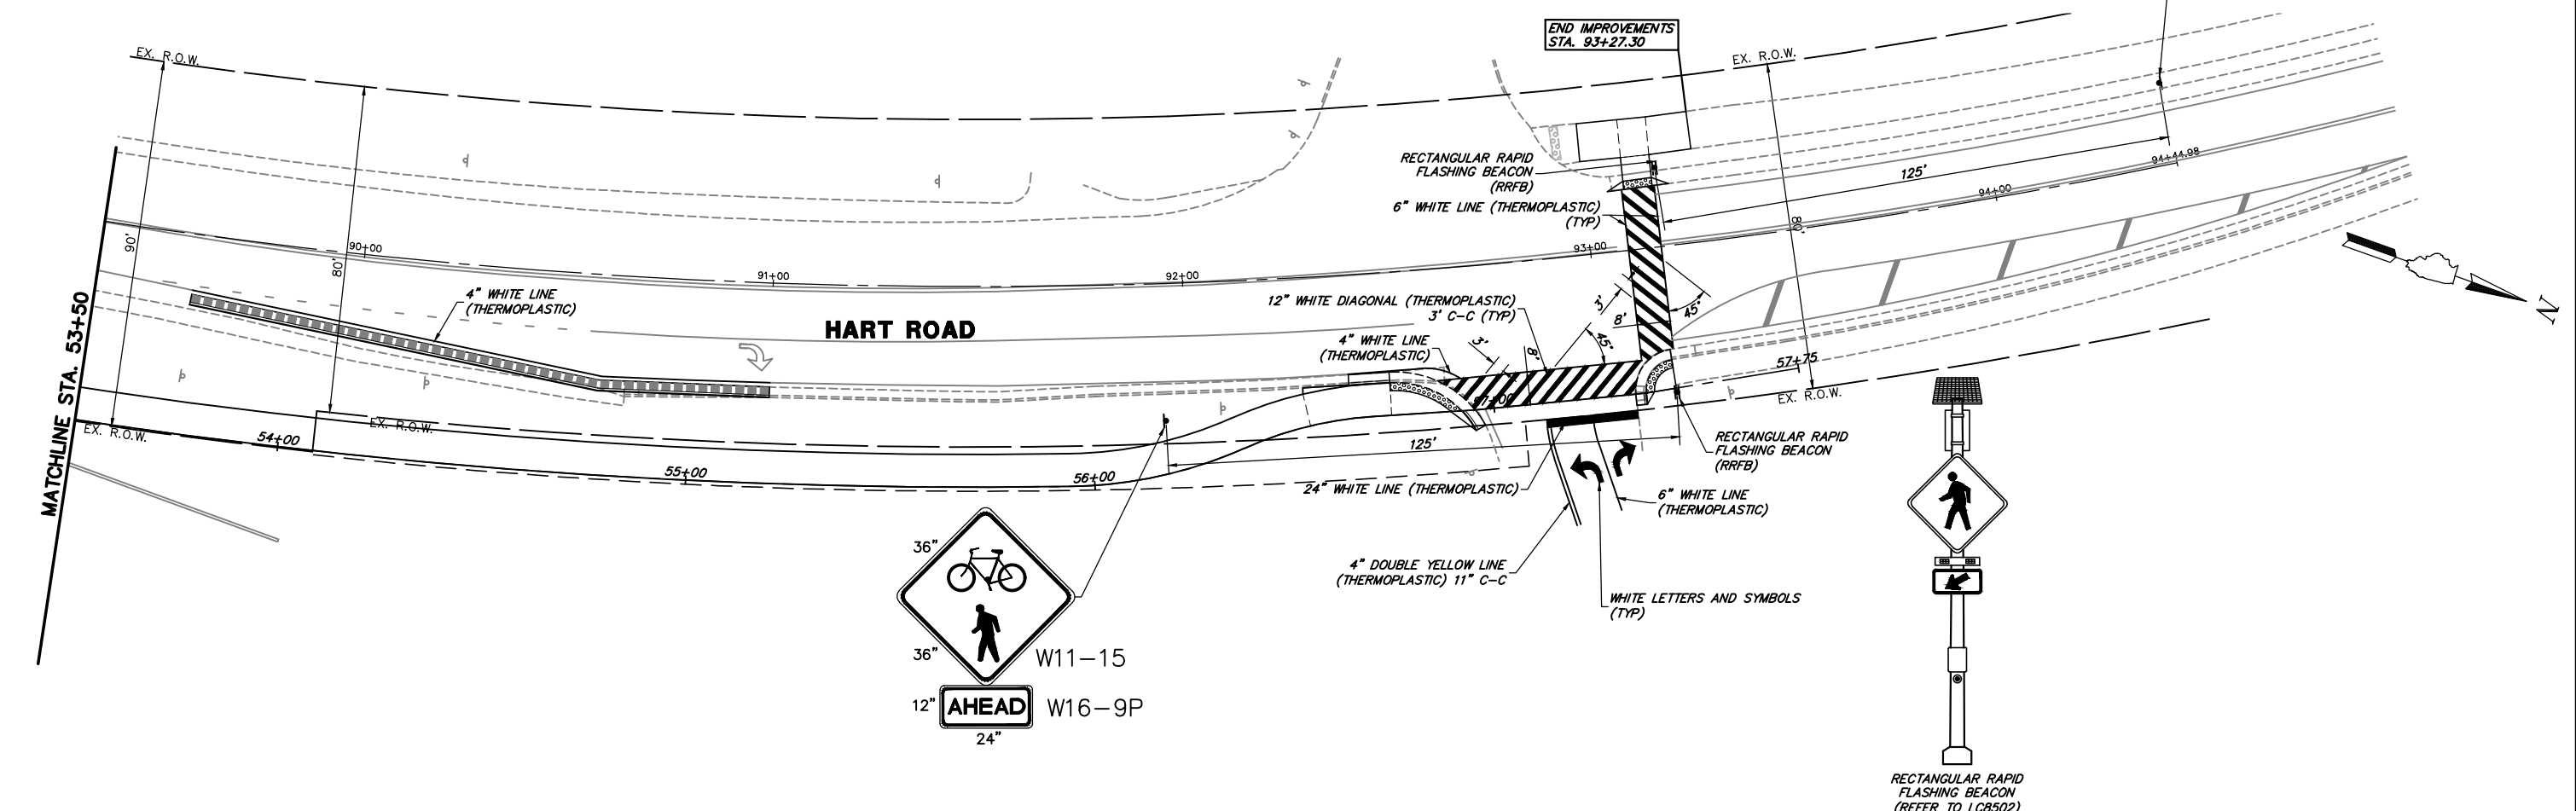 END IMPROVEMENTS
STA. 93+27.30
EX. R.O.W.
EX. R.O.W.
RECTANGULAR RAPID
FLASHING BEACON
(RRFB)
6" WHITE LINE (THERMOPLASTIC)
(TYP)
125'
94+44.98
94+00
93+00
80'
90'
80'
90+00
91+00
92+00
4" WHITE LINE
(THERMOPLASTIC)
HART ROAD
12" WHITE DIAGONAL (THERMOPLASTIC)
3' C-C (TYP)
4" WHITE LINE
(THERMOPLASTIC)
3'
8'
45°
3'
8'
45°
57+00
57+75
EX. R.O.W.
MATCHLINE STA. 53+50
EX. R.O.W.
54+00
EX. R.O.W.
55+00
56+00
125'
24" WHITE LINE (THERMOPLASTIC)
RECTANGULAR RAPID
FLASHING BEACON
(RRFB)
6" WHITE LINE
(THERMOPLASTIC)
4" DOUBLE YELLOW LINE
(THERMOPLASTIC) 11" C-C
WHITE LETTERS AND SYMBOLS
(TYP)
N
36"
36"
W11-15
12"
AHEAD
W16-9P
24"
RECTANGULAR RAPID
FLASHING BEACON
(REFER TO LC8502)